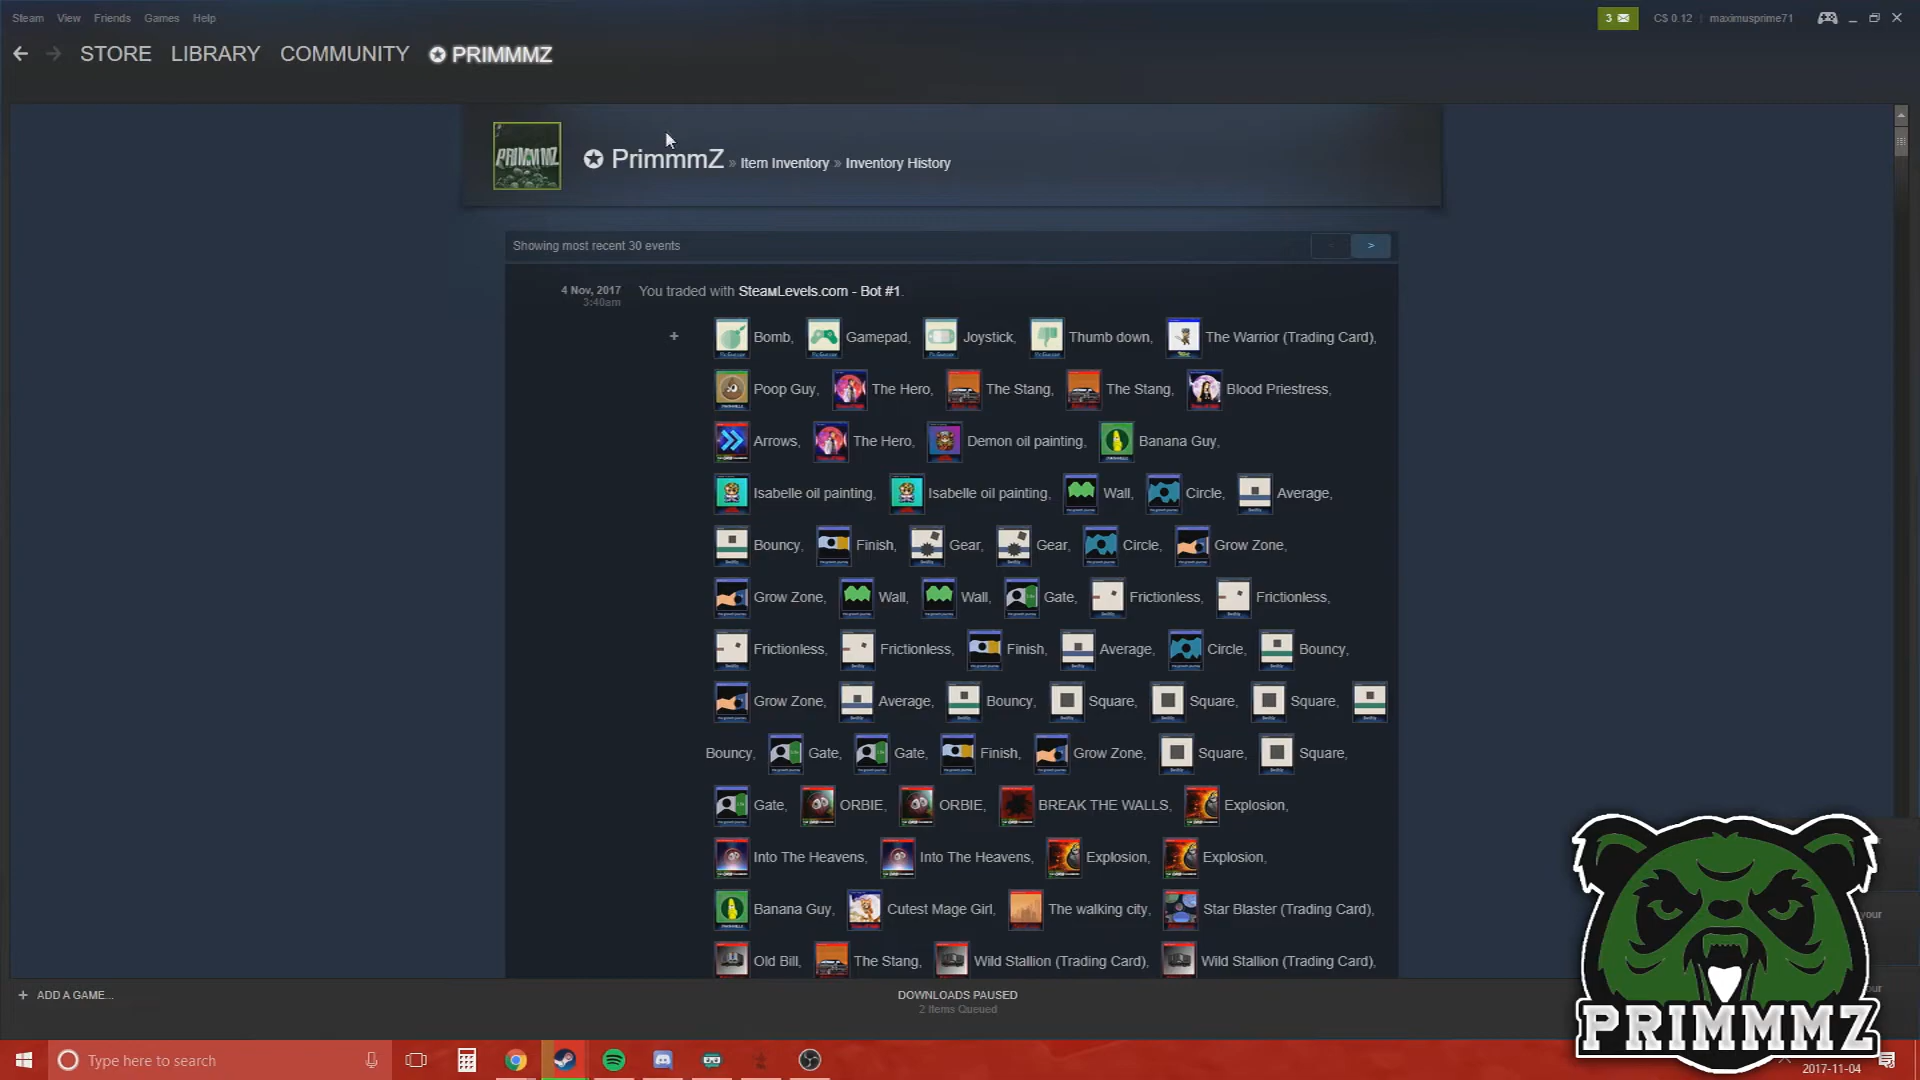 Steam View Friends Games Help
3 C$ 0.12 maximusprime71
STORE LIBRARY COMMUNITY PRIMMMZ
PRIMMMZ
PrimmmZ » Item Inventory » Inventory History
Showing most recent 30 events < >
4 Nov, 2017 You traded with SteaмLevels.com - Bot #1.
3:40am
+ Bomb, Gamepad, Joystick, Thumb down, The Warrior (Trading Card),
Poop Guy, The Hero, The Stang, The Stang, Blood Priestress,
Arrows, The Hero, Demon oil painting, Banana Guy,
Isabelle oil painting, Isabelle oil painting, Wall, Circle, Average,
Bouncy, Finish, Gear, Gear, Circle, Grow Zone,
Grow Zone, Wall, Wall, Gate, Frictionless, Frictionless,
Frictionless, Frictionless, Finish, Average, Circle, Bouncy,
Grow Zone, Average, Bouncy, Square, Square, Square,
Bouncy, Gate, Gate, Finish, Grow Zone, Square, Square,
Gate, ORBIE, ORBIE, BREAK THE WALLS, Explosion,
Into The Heavens, Into The Heavens, Explosion, Explosion,
Banana Guy, Cutest Mage Girl, The walking city, Star Blaster (Trading Card),
Old Bill, The Stang, Wild Stallion (Trading Card), Wild Stallion (Trading Card),
your
our
+ ADD A GAME... DOWNLOADS PAUSED
2 Items Queued
PRIMMMZ
Type here to search
2017-11-04